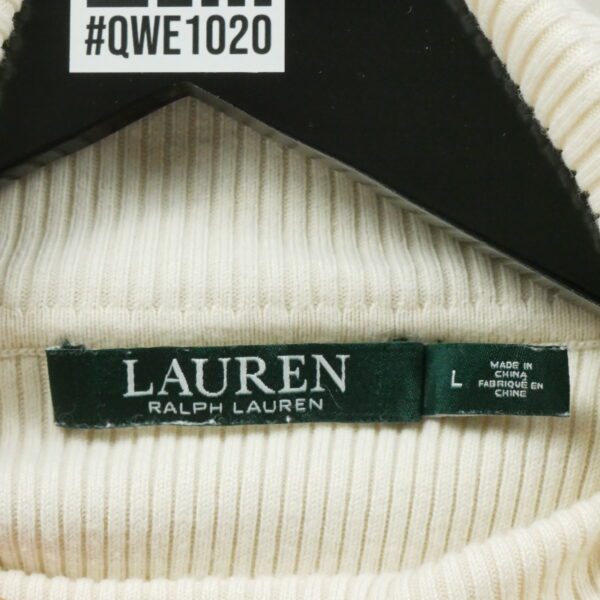 #QWE1020
LAUREN
RALPH LAUREN
L
MADE IN
CHINA
FABRIQUÉ EN
CHINE